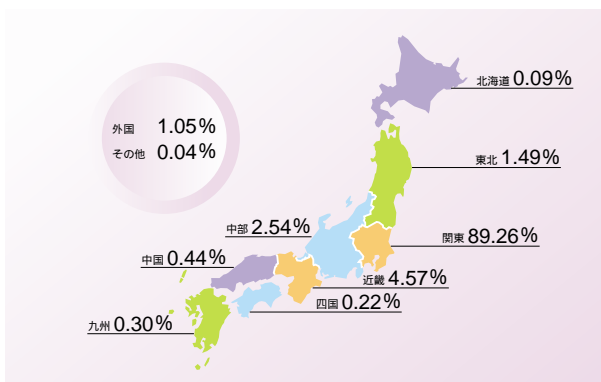 北海道 0.09%
外国 1.05%
その他 0.04%
東北 1.49%
中部 2.54%
関東 89.26%
中国 0.44%
近畿 4.57%
四国 0.22%
九州 0.30%